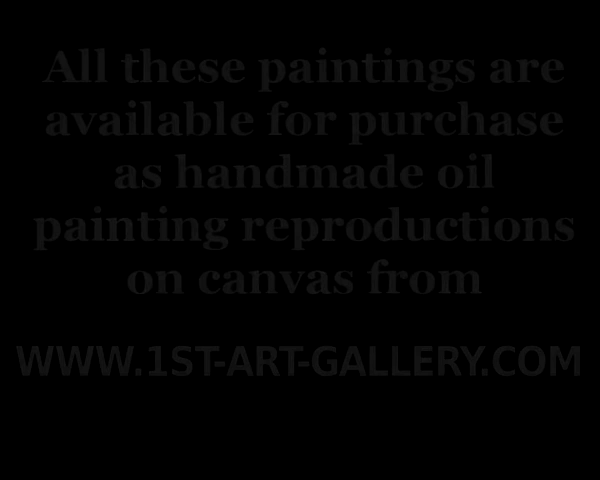 All these paintings are
available for purchase
as handmade oil
painting reproductions
on canvas from
WWW.1ST-ART-GALLERY.COM